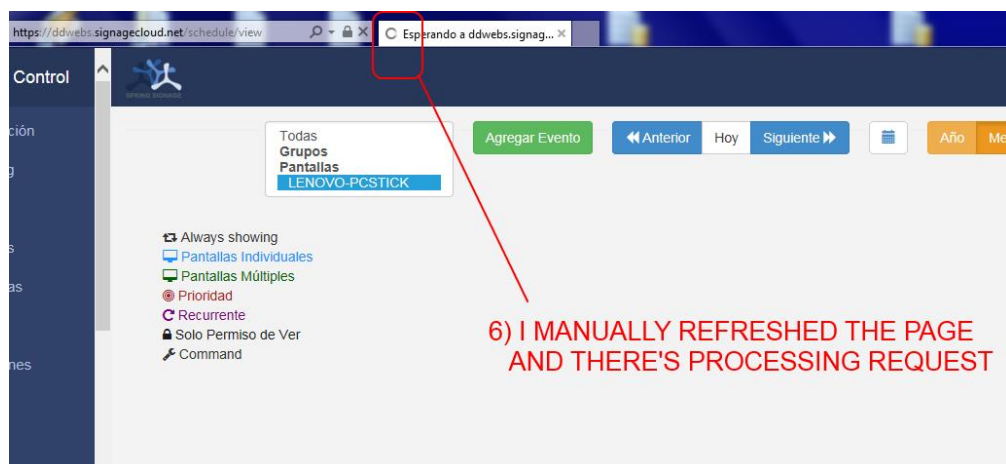 https://ddwebs.signagecloud.net/schedule/view
Esperando a ddwebs.signag...
Control
SPRING SIGNAGE
ción
g
s
as
nes
Todas
Grupos
Pantallas
LENOVO-PCSTICK
Agregar Evento
Anterior
Hoy
Siguiente
Año
Me
Always showing
Pantallas Individuales
Pantallas Múltiples
Prioridad
Recurrente
Solo Permiso de Ver
Command
6) I MANUALLY REFRESHED THE PAGE
AND THERE'S PROCESSING REQUEST